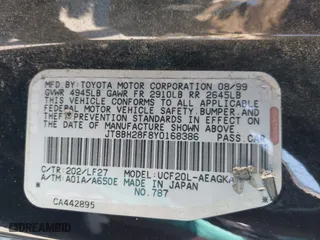 MFD. BY TOYOTA MOTOR CORPORATION 08/99
GVWR 4945LB GAWR FR 2910LB RR 2645LB
THIS VEHICLE CONFORMS TO ALL APPLICABLE
FEDERAL MOTOR VEHICLE SAFETY, BUMPER, AND
THEFT PREVENTION STANDARDS IN EFFECT ON
THE DATE OF MANUFACTURE SHOWN ABOVE.
JT8BH28F8Y0168386 PASS. CAR
C/TR: 202/LF27 MODEL: UCF20L-AEAGKA
A/TM: A01A/A650E MADE IN JAPAN
NO.787
CA442895